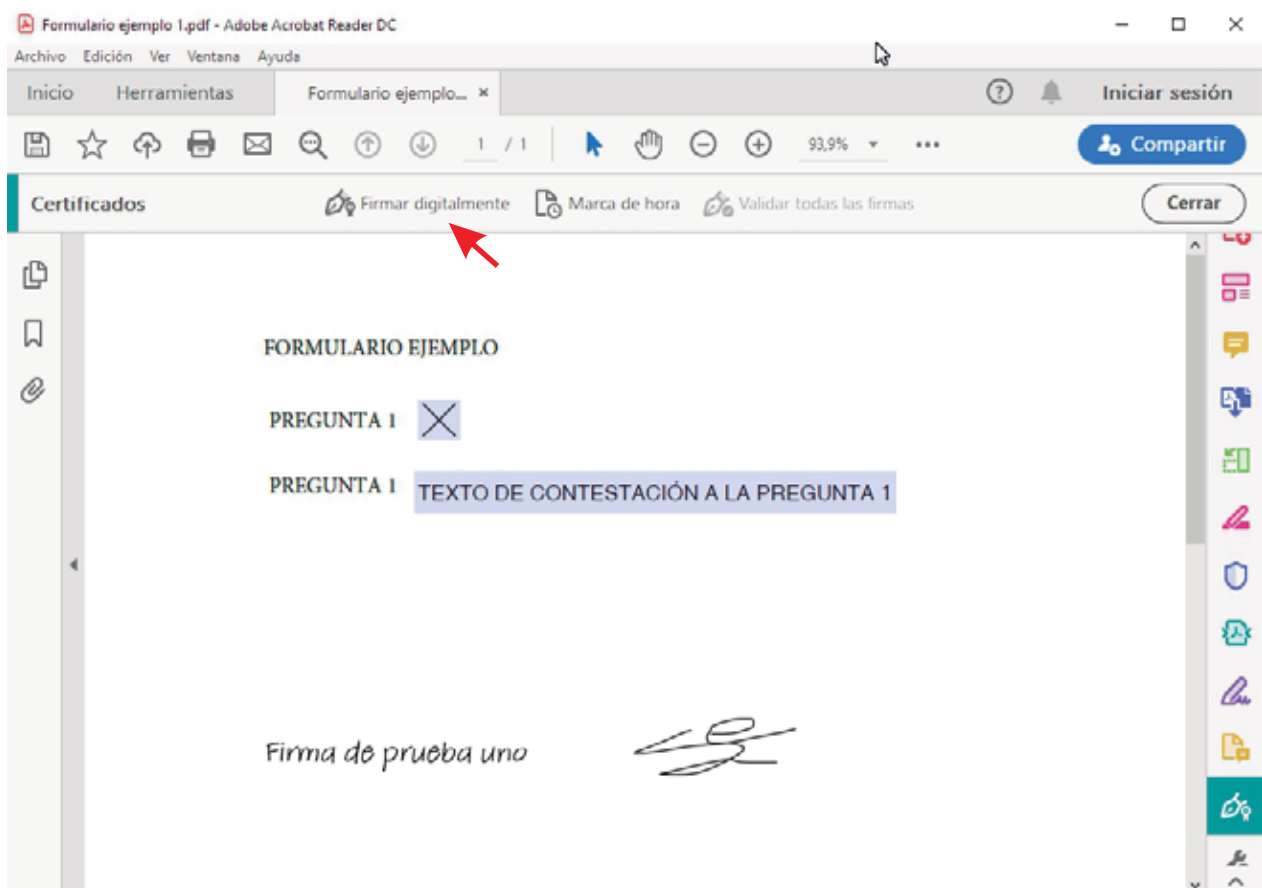 Formulario ejemplo 1.pdf - Adobe Acrobat Reader DC
Archivo Edición Ver Ventana Ayuda
Inicio Herramientas Formulario ejemplo... × Iniciar sesión
1 / 1 93,9% Compartir
Certificados Firmar digitalmente Marca de hora Validar todas las firmas Cerrar
FORMULARIO EJEMPLO
PREGUNTA 1
PREGUNTA 1 TEXTO DE CONTESTACIÓN A LA PREGUNTA 1
Firma de prueba uno